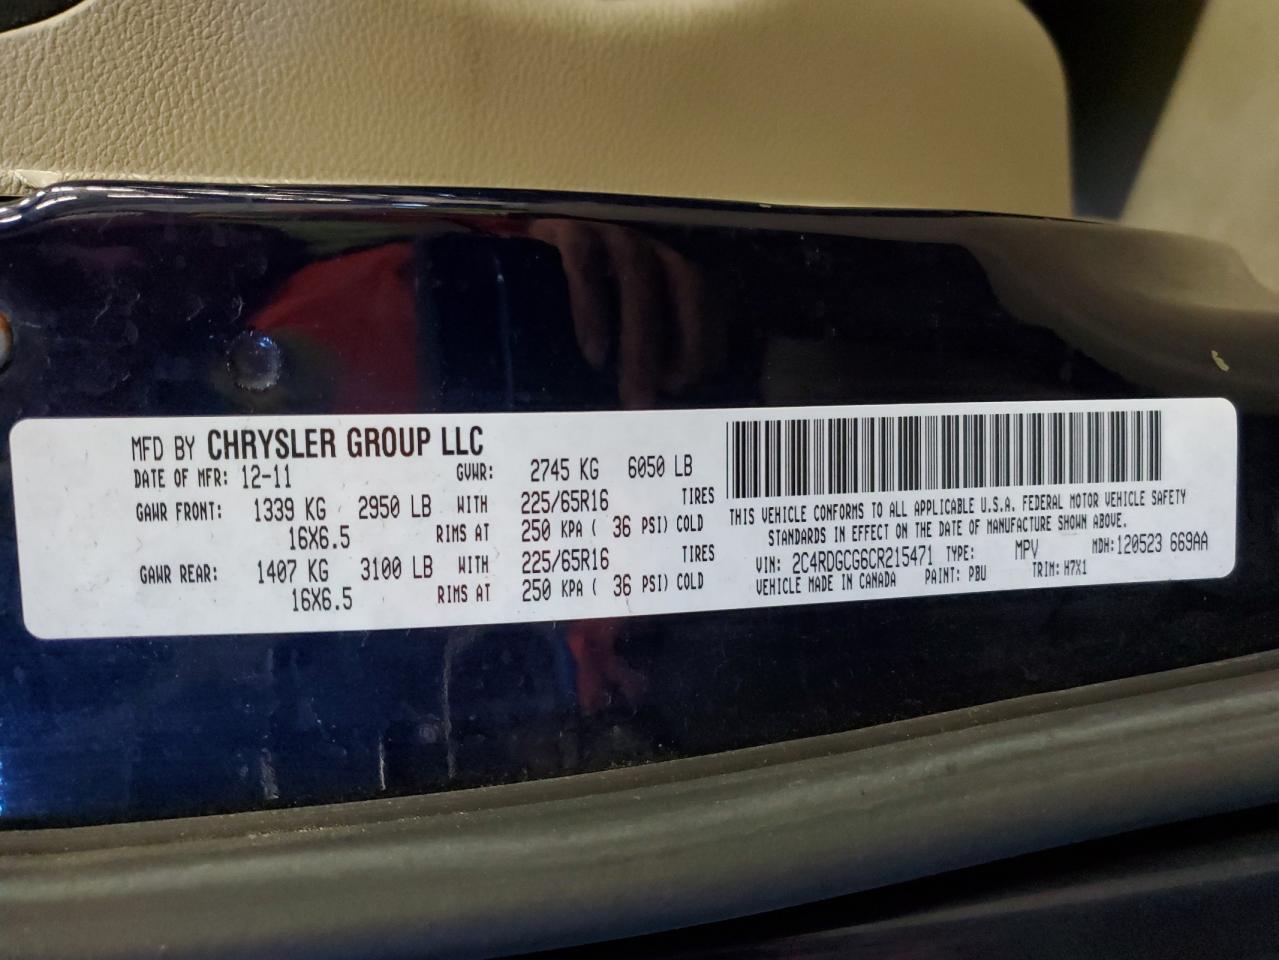 MFD BY CHRYSLER GROUP LLC
DATE OF MFR: 12-11 GVWR: 2745 KG 6050 LB
GAWR FRONT: 1339 KG 2950 LB WITH 225/65R16 TIRES
16X6.5 RIMS AT 250 KPA ( 36 PSI) COLD
GAWR REAR: 1407 KG 3100 LB WITH 225/65R16 TIRES
16X6.5 RIMS AT 250 KPA ( 36 PSI) COLD
THIS VEHICLE CONFORMS TO ALL APPLICABLE U.S.A. FEDERAL MOTOR VEHICLE SAFETY
STANDARDS IN EFFECT ON THE DATE OF MANUFACTURE SHOWN ABOVE.
VIN: 2C4RDGCG6CR215471 TYPE: MPV MDH:120523 669AA
VEHICLE MADE IN CANADA PAINT: PBU TRIM: H7X1